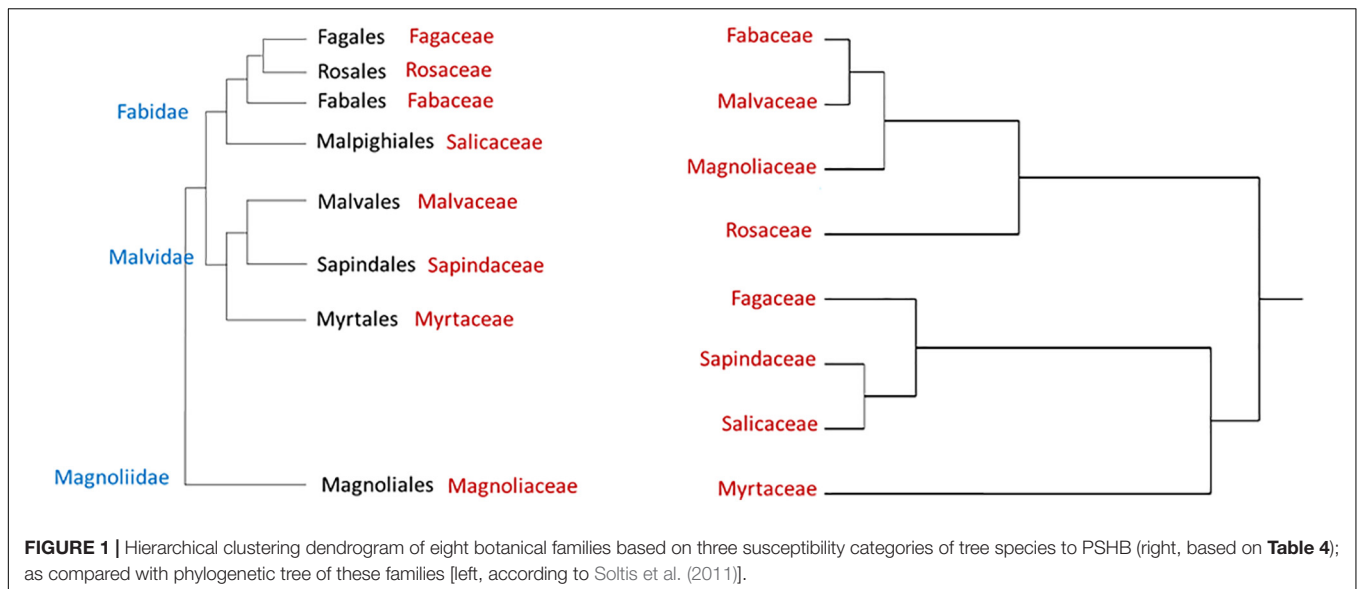 Fagales Fagaceae
Rosales Rosaceae
Fabales Fabaceae
Fabidae
Malpighiales Salicaceae
Malvales Malvaceae
Malvidae
Sapindales Sapindaceae
Myrtales Myrtaceae
Magnoliidae
Magnoliales Magnoliaceae
Fabaceae
Malvaceae
Magnoliaceae
Rosaceae
Fagaceae
Sapindaceae
Salicaceae
Myrtaceae
FIGURE 1 | Hierarchical clustering dendrogram of eight botanical families based on three susceptibility categories of tree species to PSHB (right, based on Table 4);
as compared with phylogenetic tree of these families [left, according to Soltis et al. (2011)].